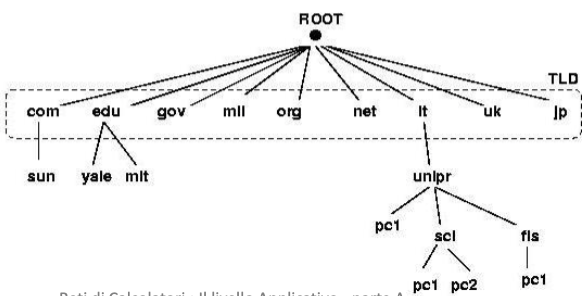 ROOT
TLD
com edu gov mil org net it uk jp
sun yale mit unipr
pc1 sci fis
pc1 pc2 pc1
Reti di Calcolatori - Il livello Applicativo - parte A